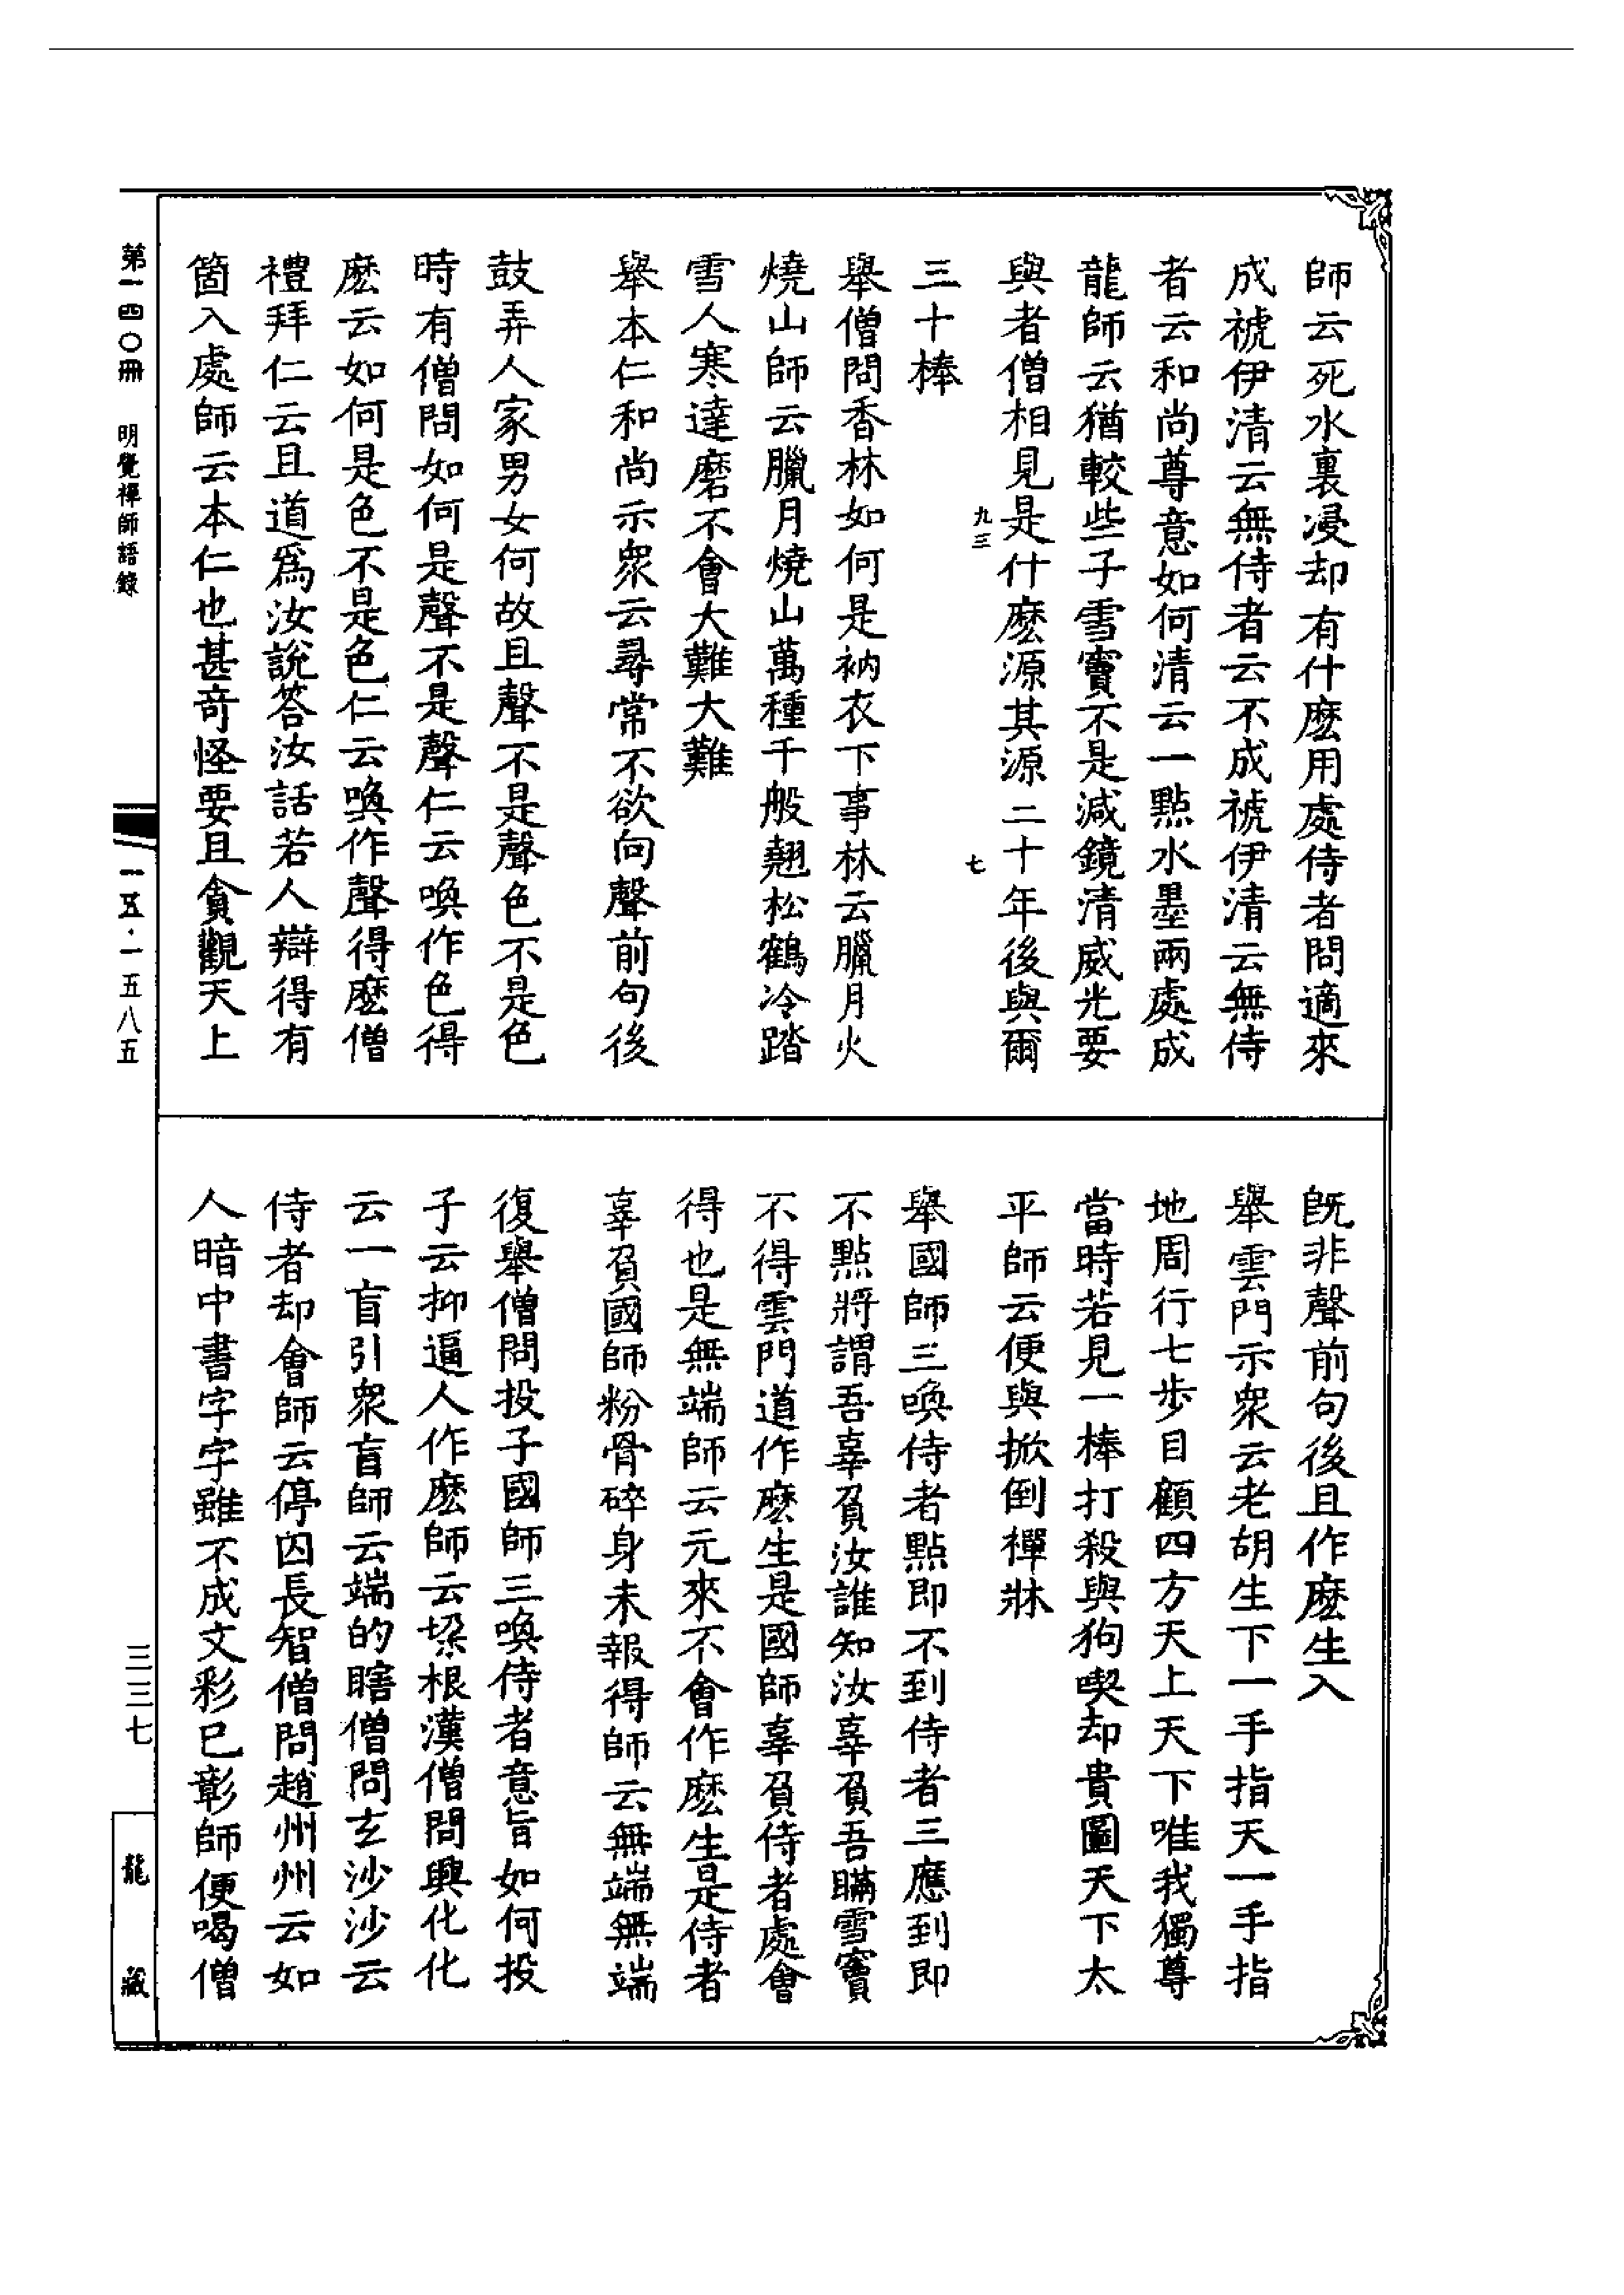 師云死水裏浸却有什麽用處侍者問適來
成禠伊清云無侍者云不成禠伊清云無侍
者云和尚尊意如何清云一點水墨兩處成
龍師云猶較些子雪竇不是減鏡清威光要
與者僧相見是什麽源其源二十年後與爾
九三
七
三十棒
舉僧問香林如何是衲衣下事林云臘月火
燒山師云臘月燒山萬種千般翹松鶴冷踏
雪人寒達磨不會大難大難
舉本仁和尚示衆云尋常不欲向聲前句後
鼓弄人家男女何故且聲不是聲色不是色
時有僧問如何是聲不是聲仁云喚作色得
麽云如何是色不是色仁云喚作聲得麽僧
禮拜仁云且道爲汝說荅汝話若人辯得有
箇入處師云本仁也甚奇怪要且貪觀天上
既非聲前句後且作麽生入
舉雲門示衆云老胡生下一手指天一手指
地周行七步目顧四方天上天下唯我獨尊
當時若見一棒打殺與狗喫却貴圖天下太
平師云便與掀倒禪牀
舉國師三喚侍者點即不到侍者三應到即
不點將謂吾辜負汝誰知汝辜負吾瞞雪竇
不得雲門道作麽生是國師辜負侍者處會
得也是無端師云元來不會作麽生是侍者
辜負國師粉骨碎身未報得師云無端無端
復舉僧問投子國師三喚侍者意旨如何投
子云抑逼人作麽師云垜根漢僧問興化化
云一盲引衆盲師云端的瞎僧問玄沙沙云
侍者却會師云停囚長智僧問趙州州云如
人暗中書字字雖不成文彩已彰師便喝僧
第一四〇冊 明覺禪師語錄
一五·一五八五
三三七
龍藏